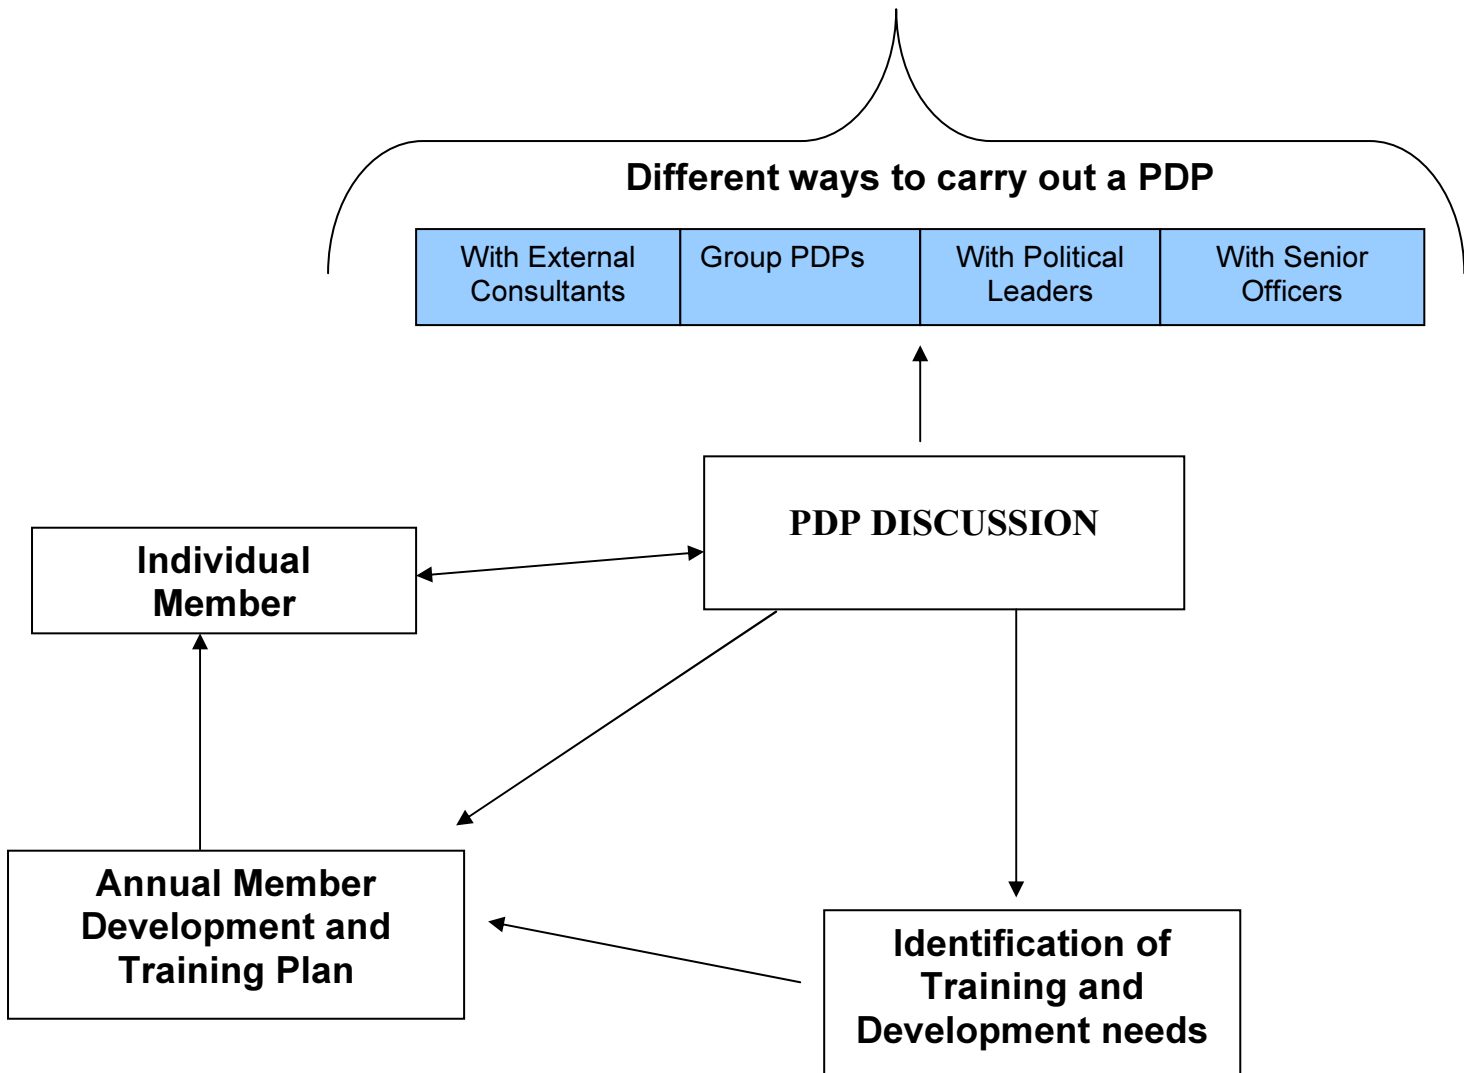 Different ways to carry out a PDP
With External
Consultants
Group PDPs
With Political
Leaders
With Senior
Officers
PDP DISCUSSION
Individual
Member
Annual Member
Development and
Training Plan
Identification of
Training and
Development needs